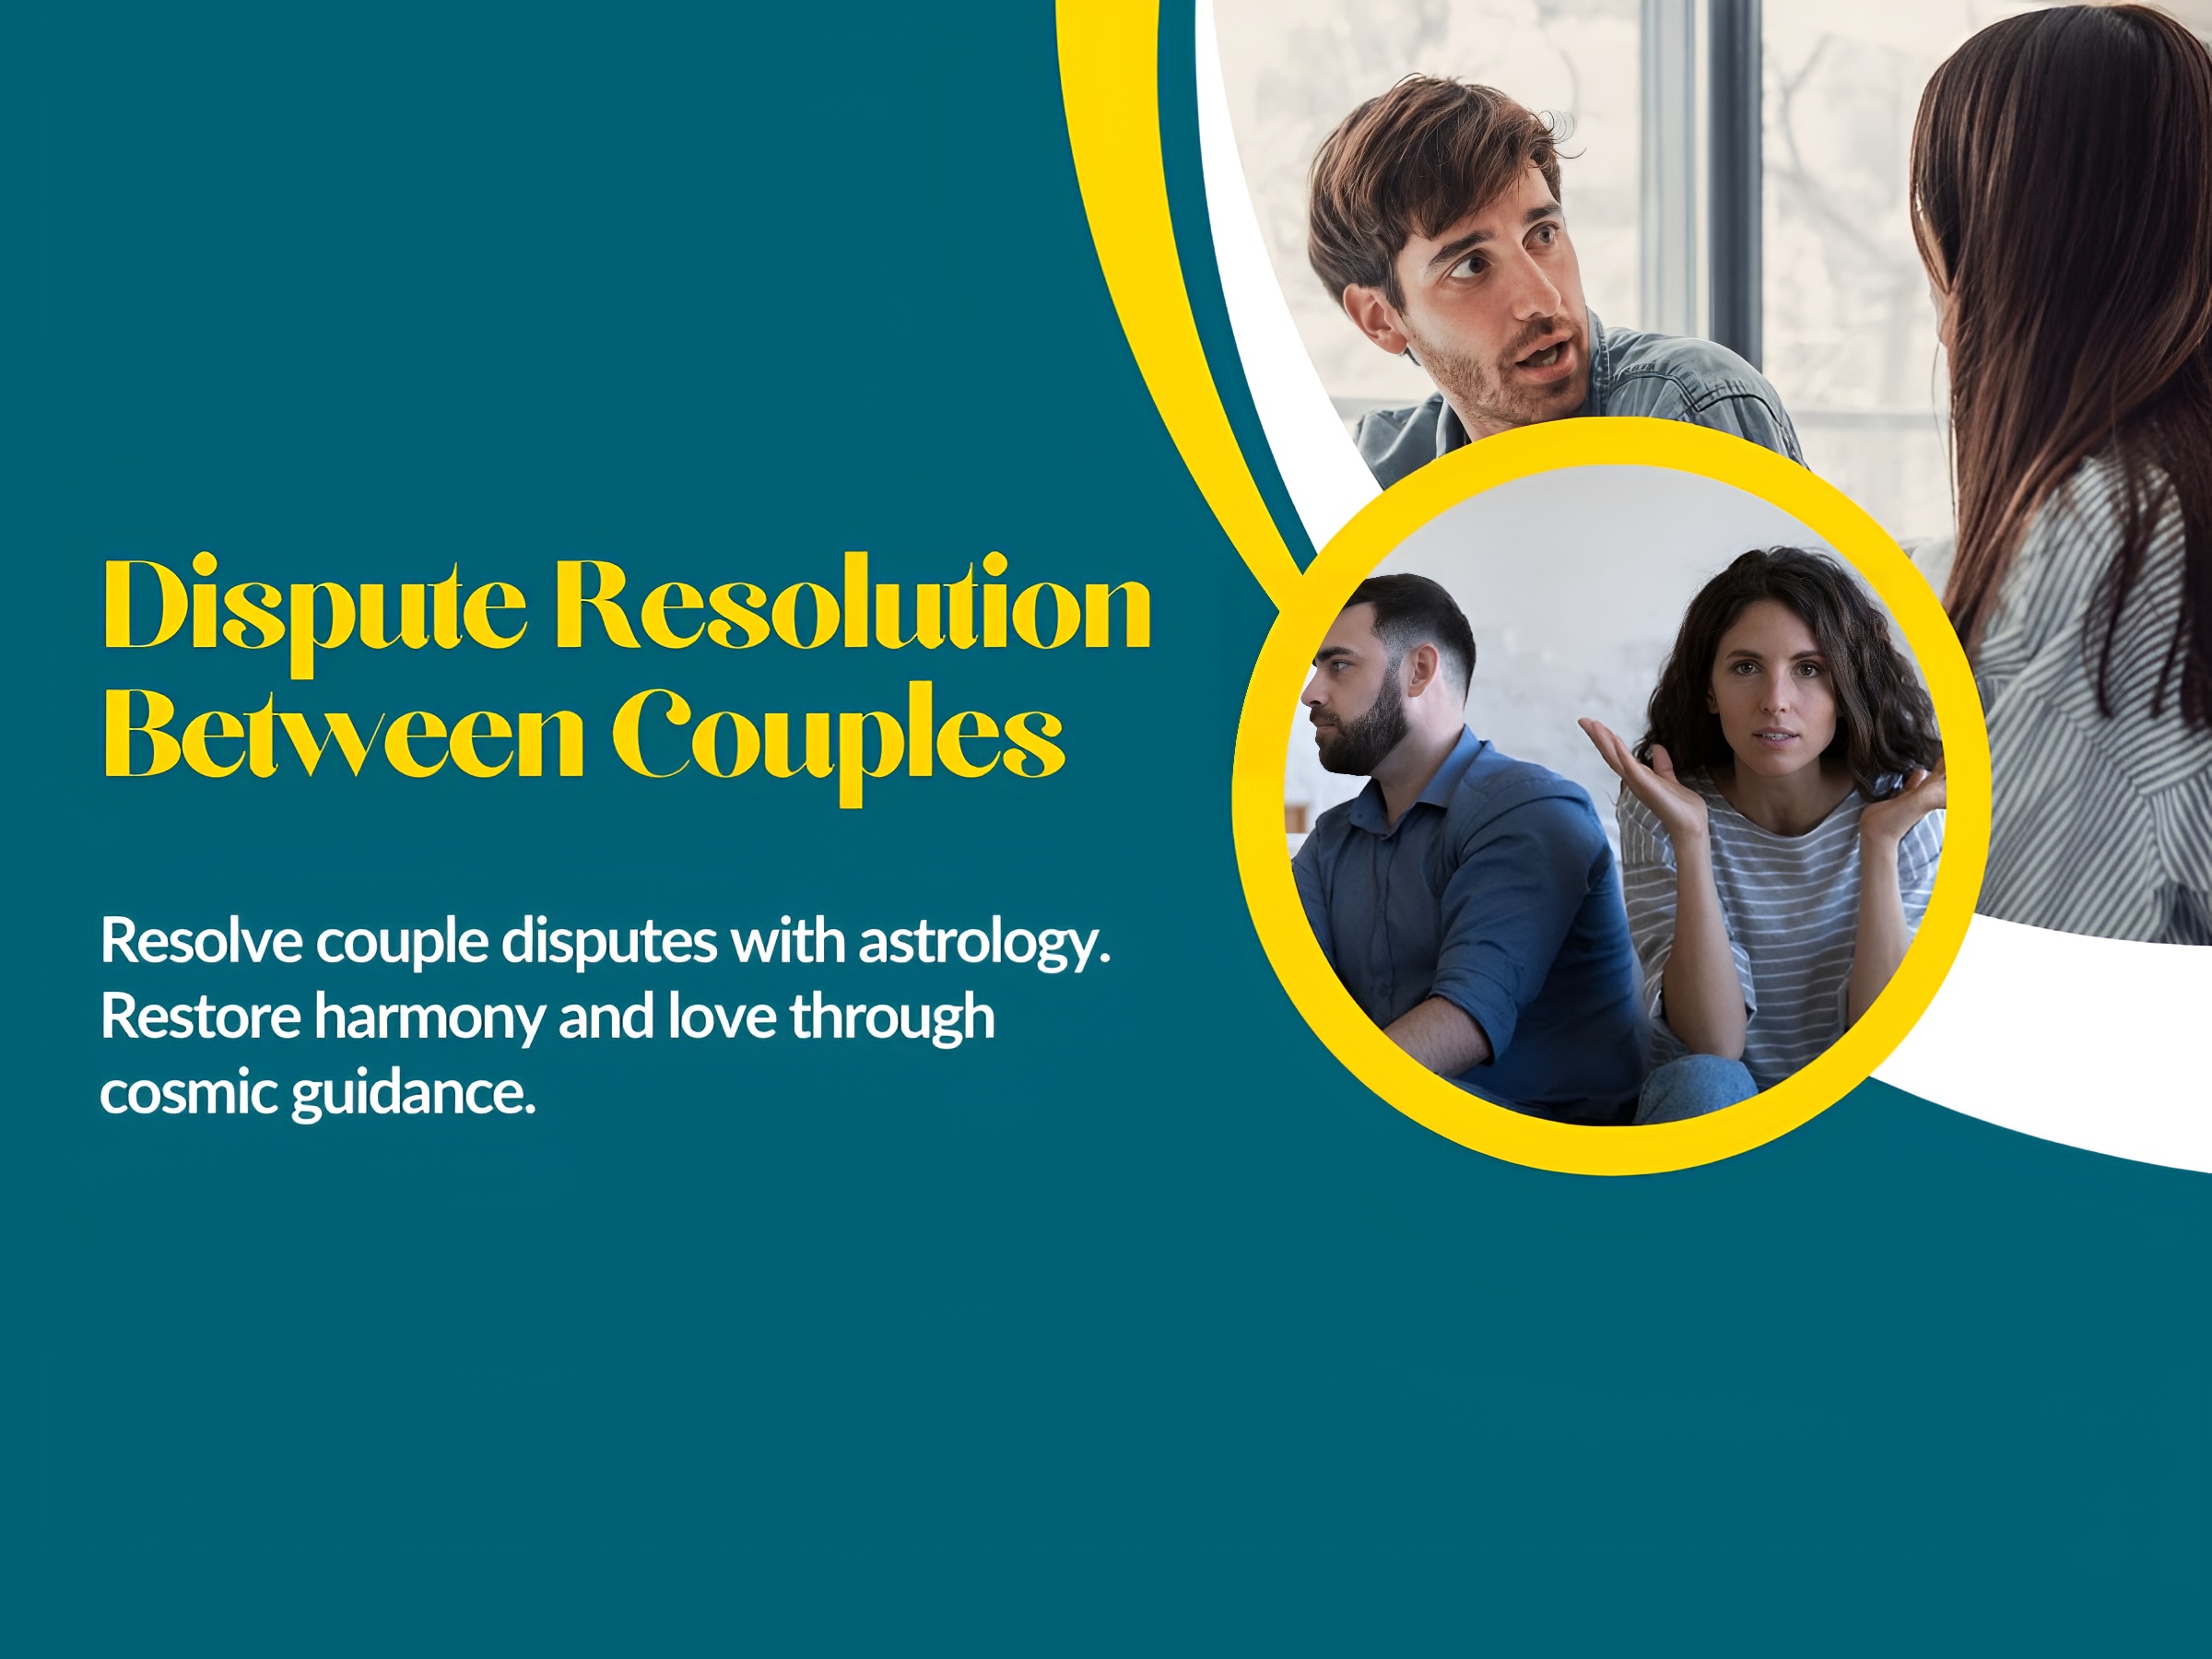 Dispute Resolution
Between Couples
Resolve couple disputes with astrology.
Restore harmony and love through
cosmic guidance.